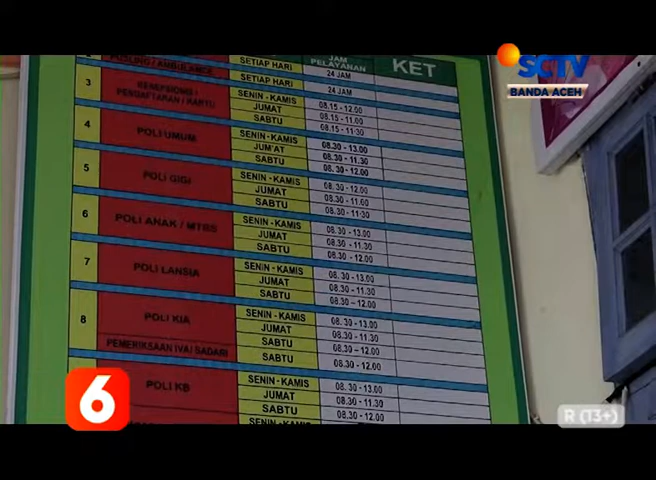 SCTV
BANDA ACEH
JAM
PELAYANAN
KET
PUSLING / AMBULANCE
SETIAP HARI
24 JAM
SETIAP HARI
24 JAM
3
RESEPSIONIS /
PENDAFTARAN / KARTU
SENIN - KAMIS
08.15 - 12.00
JUMAT
08.15 - 11.00
SABTU
08.15 - 11.30
4
POLI UMUM
SENIN - KAMIS
08.30 - 13.00
JUM'AT
08.30 - 11.30
SABTU
08.30 - 12.00
5
POLI GIGI
SENIN - KAMIS
08.30 - 12.00
JUMAT
08.30 - 11.00
SABTU
08.30 - 11.30
6
POLI ANAK / MTBS
SENIN - KAMIS
08.30 - 13.00
JUMAT
08.30 - 11.30
SABTU
08.30 - 12.00
7
POLI LANSIA
SENIN - KAMIS
08.30 - 13.00
JUMAT
08.30 - 11.30
SABTU
08.30 - 12.00
8
POLI KIA
SENIN - KAMIS
08.30 - 13.00
JUMAT
08.30 - 11.30
SABTU
08.30 - 12.00
PEMERIKSAAN IVA/ SADARI
SABTU
08.30 - 12.00
POLI KB
SENIN - KAMIS
08.30 - 13.00
JUMAT
08.30 - 11.30
SABTU
08.30 - 12.00
SENIN - KAMIS
6
R (13+)